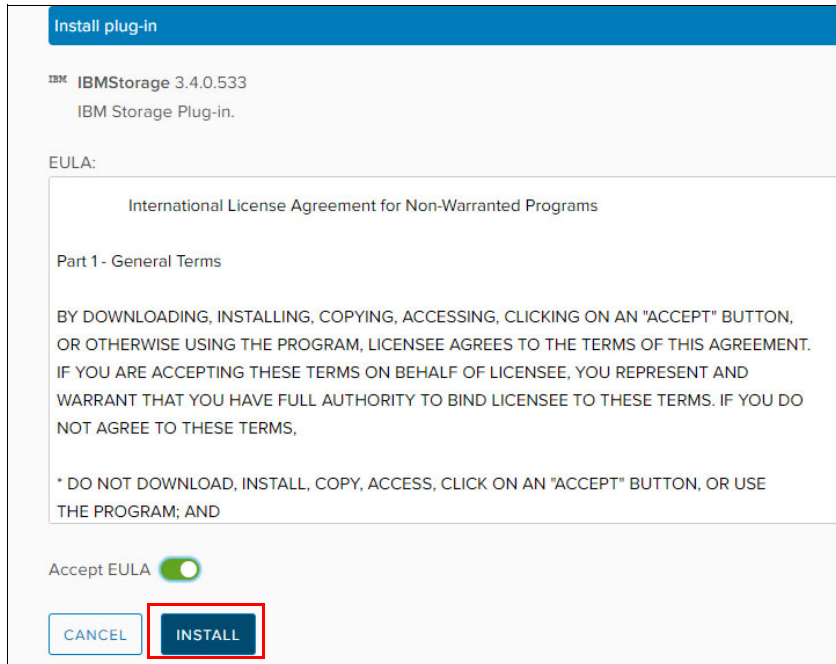 Install plug-in
IBM IBMStorage 3.4.0.533
IBM Storage Plug-in.
EULA:
International License Agreement for Non-Warranted Programs
Part 1 - General Terms
BY DOWNLOADING, INSTALLING, COPYING, ACCESSING, CLICKING ON AN "ACCEPT" BUTTON,
OR OTHERWISE USING THE PROGRAM, LICENSEE AGREES TO THE TERMS OF THIS AGREEMENT.
IF YOU ARE ACCEPTING THESE TERMS ON BEHALF OF LICENSEE, YOU REPRESENT AND
WARRANT THAT YOU HAVE FULL AUTHORITY TO BIND LICENSEE TO THESE TERMS. IF YOU DO
NOT AGREE TO THESE TERMS,
* DO NOT DOWNLOAD, INSTALL, COPY, ACCESS, CLICK ON AN "ACCEPT" BUTTON, OR USE
THE PROGRAM; AND
Accept EULA
CANCEL INSTALL